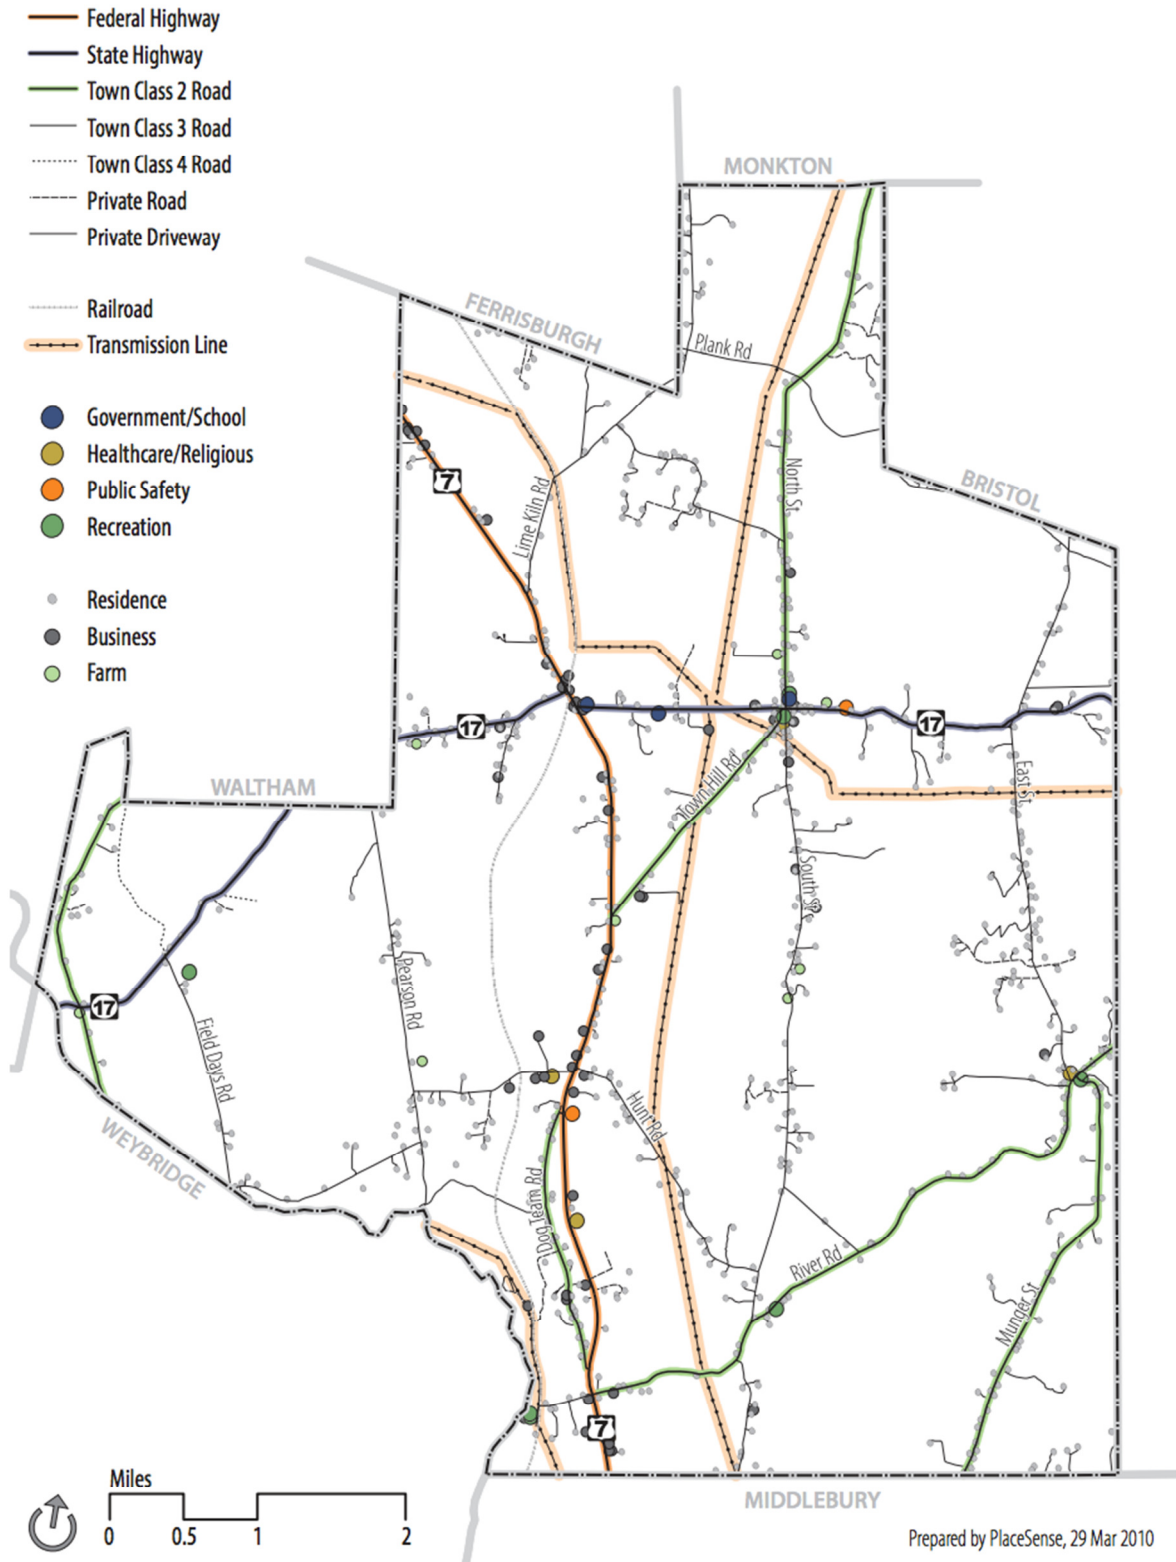 Federal Highway
State Highway
Town Class 2 Road
Town Class 3 Road
Town Class 4 Road
Private Road
Private Driveway
Railroad
Transmission Line
Government/School
Healthcare/Religious
Public Safety
Recreation
Residence
Business
Farm
MONKTON
FERRISBURGH
Plank Rd
BRISTOL
7
North St
Lime Kiln Rd
17
17
WALTHAM
Town Hill Rd
East St
South St
17
Pearson Rd
Field Days Rd
Hunt Rd
WEYBRIDGE
Dog Team Rd
River Rd
Munger St
7
MIDDLEBURY
Miles
0 0.5 1 2
Prepared by PlaceSense, 29 Mar 2010